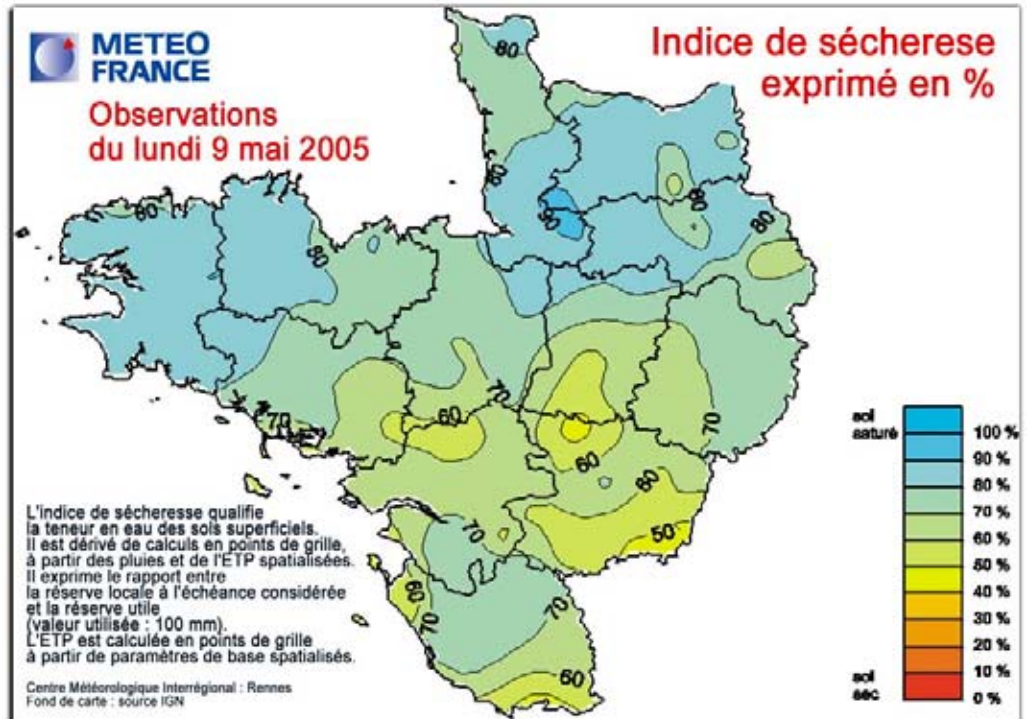 METEO
FRANCE
Indice de sécherese
exprimé en %
Observations
du lundi 9 mai 2005
80
80
80
80
90
80
80
70
70
60
70
60
60
50
70
60
70
70
60
sol
saturé
100 %
90 %
80 %
70 %
60 %
50 %
40 %
30 %
20 %
10 %
0 %
sol
sec
L'indice de sécheresse qualifie
la teneur en eau des sols superficiels.
Il est dérivé de calculs en points de grille,
à partir des pluies et de l'ETP spatialisées.
Il exprime le rapport entre
la réserve locale à l'échéance considérée
et la réserve utile
(valeur utilisée : 100 mm).
L'ETP est calculée en points de grille
à partir de paramètres de base spatialisés.
Centre Météorologique Interrégional : Rennes
Fond de carte : source IGN